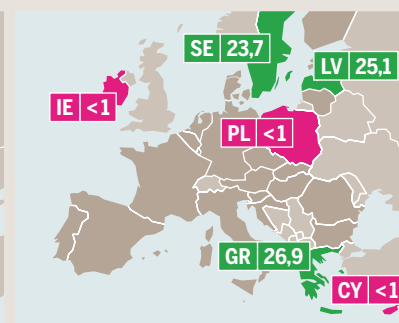 SE 23,7
LV 25,1
IE <1
PL <1
GR 26,9
CY <1